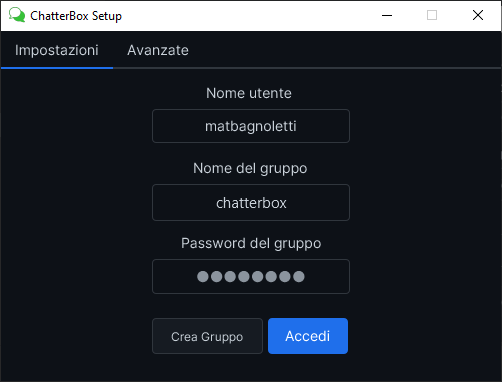 ChatterBox Setup
Impostazioni Avanzate
Nome utente
matbagnoletti
Nome del gruppo
chatterbox
Password del gruppo
●●●●●●●●
Crea Gruppo Accedi